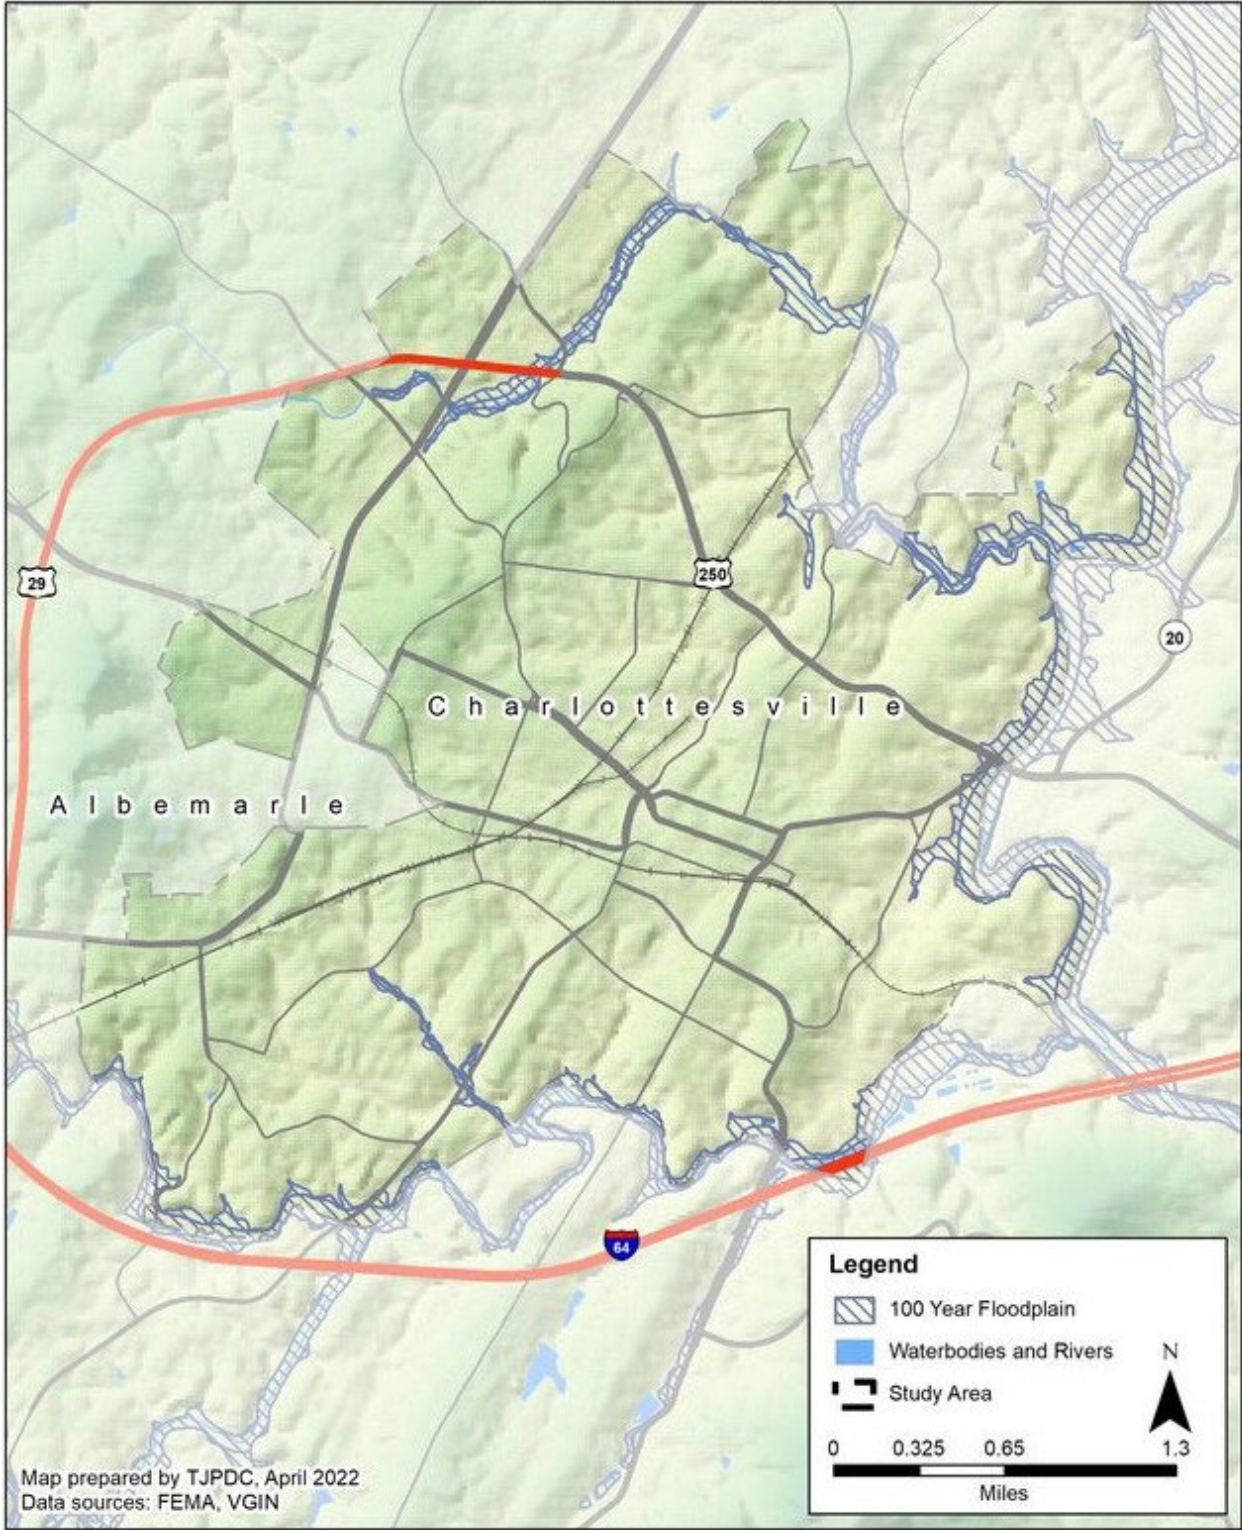 29
250
20
Charlottesville
Albemarle
64
Legend
100 Year Floodplain
Waterbodies and Rivers
Study Area
N
0 0.325 0.65 1.3
Miles
Map prepared by TJPDC, April 2022
Data sources: FEMA, VGIN